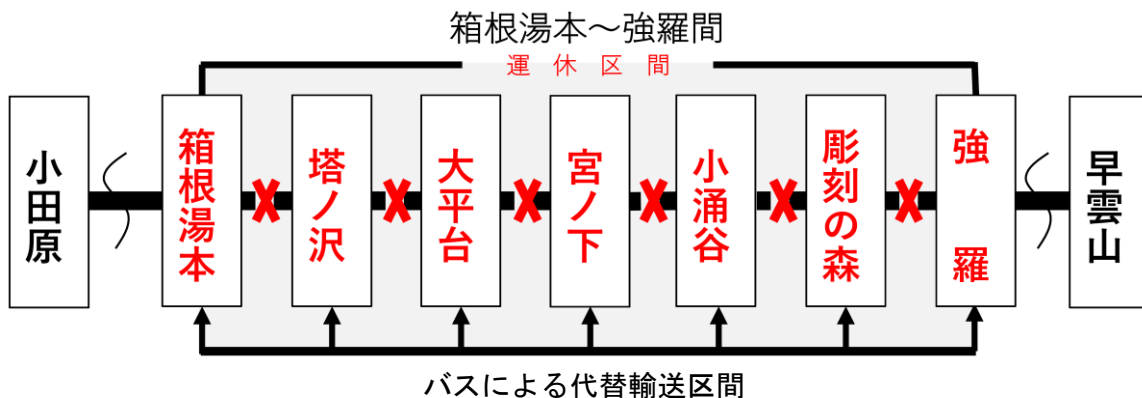 箱根湯本～強羅間
運休区間
小田原
箱根湯本
塔ノ沢
大平台
宮ノ下
小涌谷
彫刻の森
強羅
早雲山
バスによる代替輸送区間